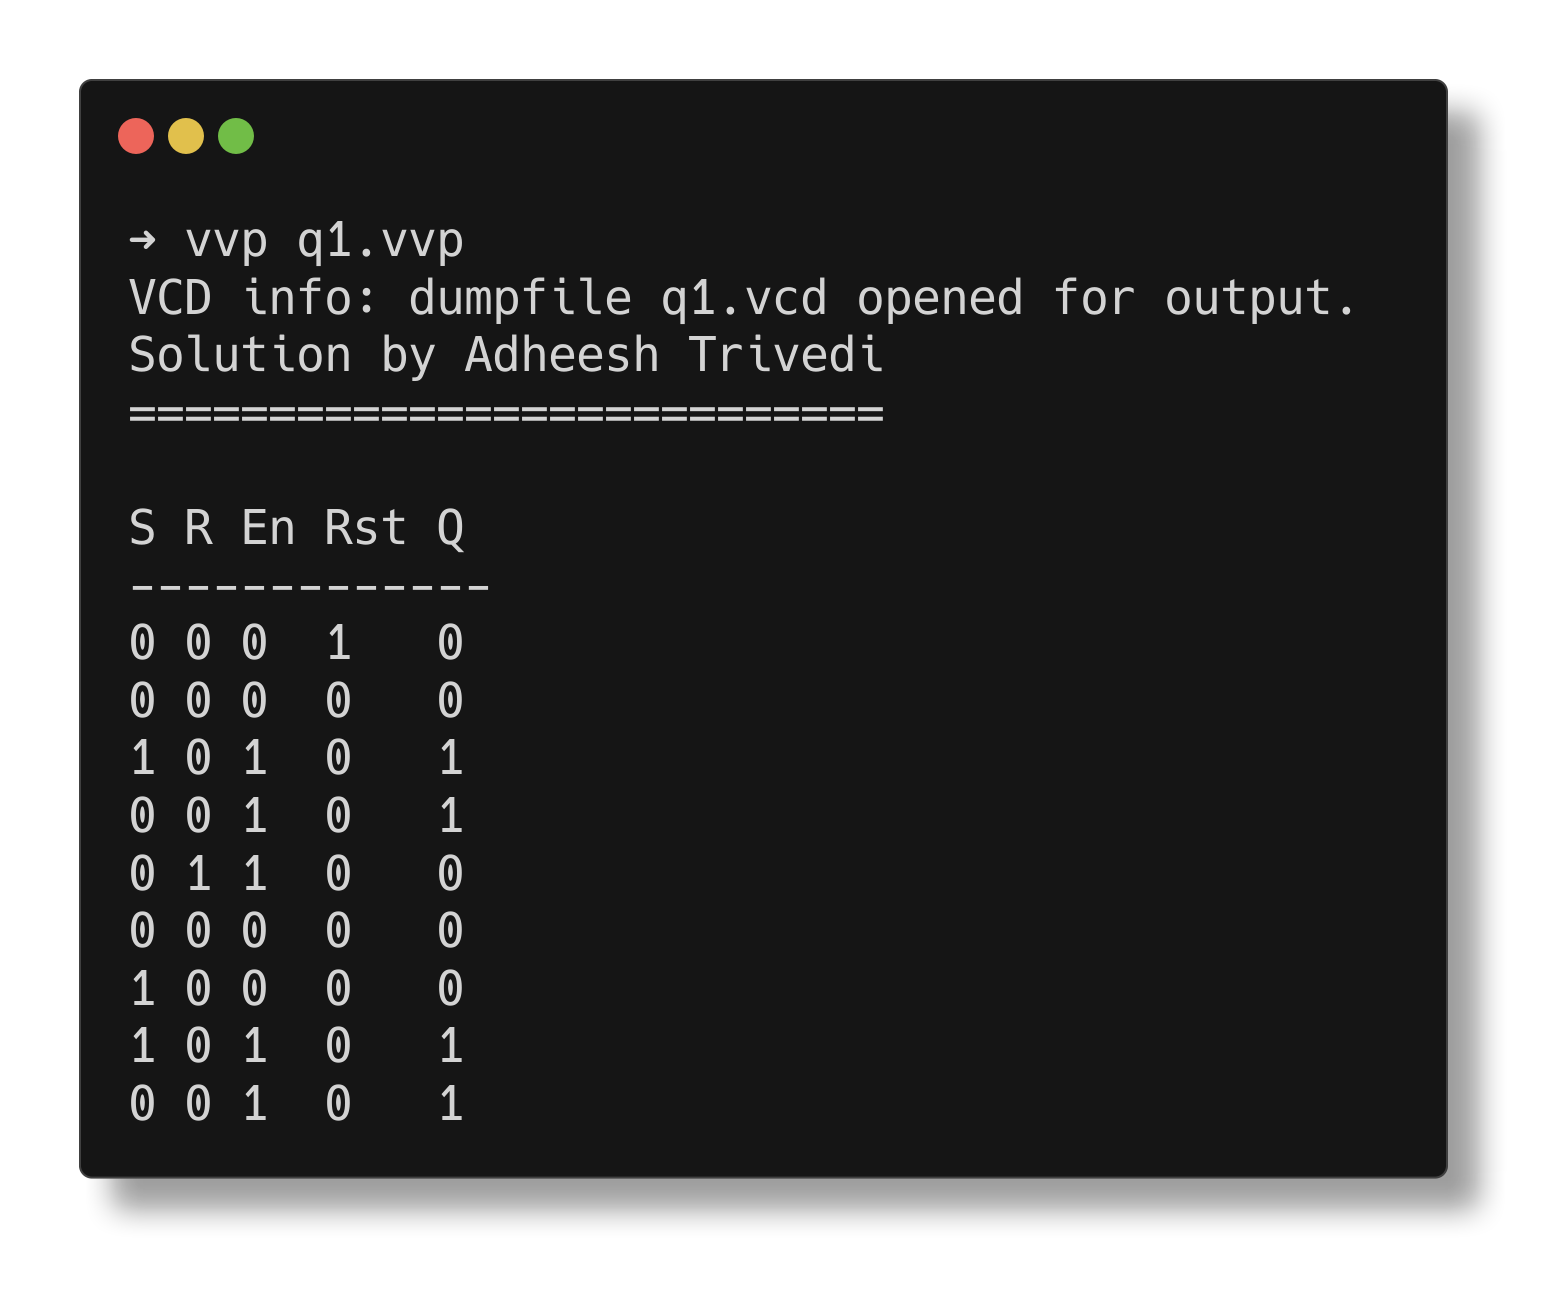 ➜ vvp q1.vvp
VCD info: dumpfile q1.vcd opened for output.
Solution by Adheesh Trivedi
===========================
S R En Rst Q
-------------
0 0 0  1   0
0 0 0  0   0
1 0 1  0   1
0 0 1  0   1
0 1 1  0   0
0 0 0  0   0
1 0 0  0   0
1 0 1  0   1
0 0 1  0   1